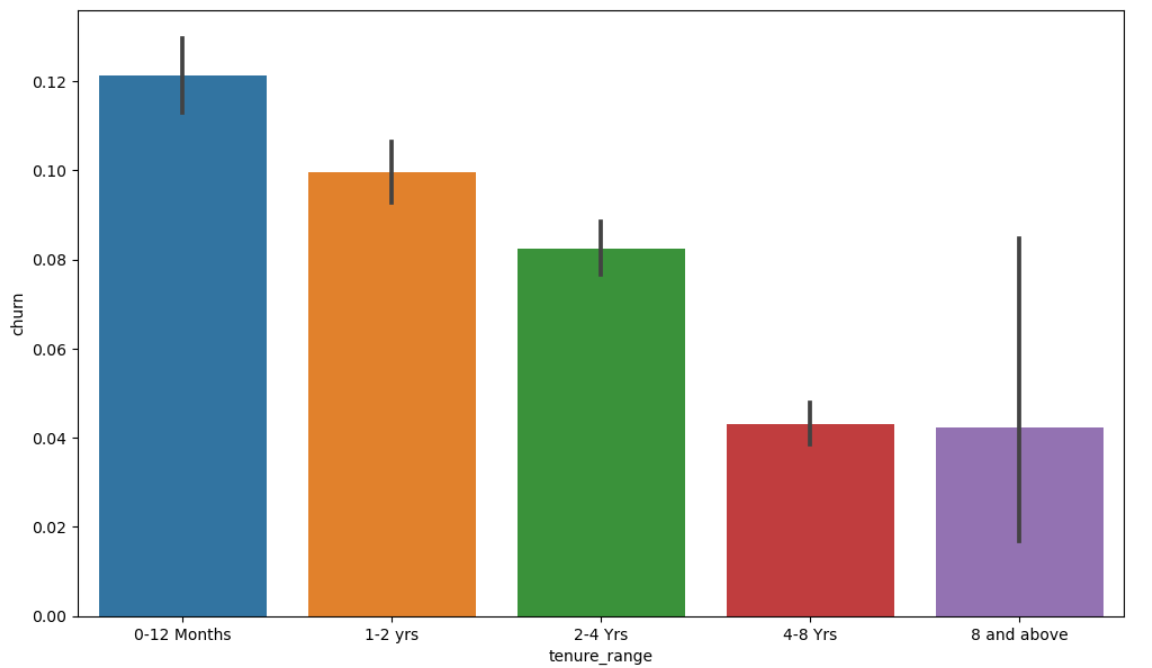 0.12
0.10
0.08
0.06
0.04
0.02
0.00
churn
0-12 Months
1-2 yrs
2-4 Yrs
4-8 Yrs
8 and above
tenure_range